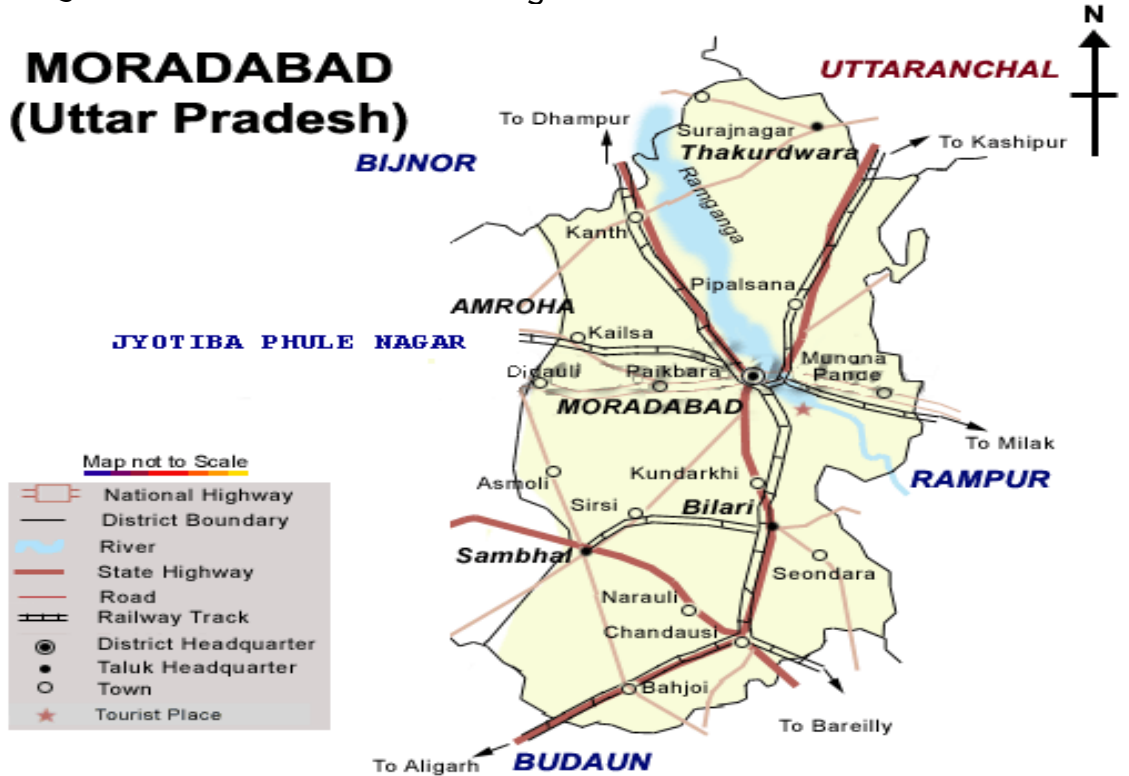 MORADABAD
(Uttar Pradesh)
N
UTTARANCHAL
To Dhampur
Surajnagar
Thakurdwara
To Kashipur
BIJNOR
Ramganga
Kanth
Pipalsana
AMROHA
Kailsa
JYOTIBA PHULE NAGAR
Paikbara
Pande
MORADABAD
To Milak
Kundarkhi
RAMPUR
Asmoli
Sirsi
Bilari
Sambhal
Seondara
Narauli
Chandausi
Bahjoi
To Bareilly
To Aligarh
BUDAUN
Map not to Scale
National Highway
District Boundary
River
State Highway
Road
Railway Track
District Headquarter
Taluk Headquarter
Town
Tourist Place